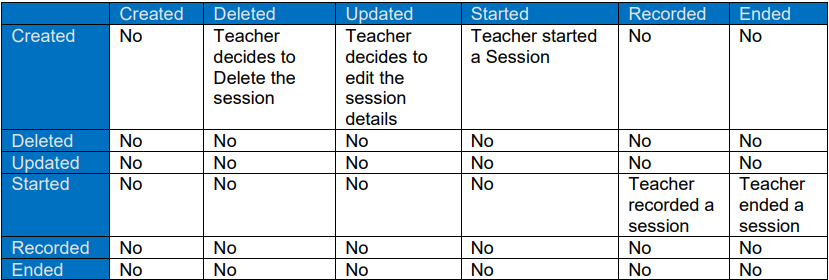 Created Deleted Updated Started Recorded Ended
Created No Teacher decides to Delete the session Teacher decides to edit the session details Teacher started a Session No No
Deleted No No No No No No
Updated No No No No No No
Started No No No No Teacher recorded a session Teacher ended a session
Recorded No No No No No No
Ended No No No No No No